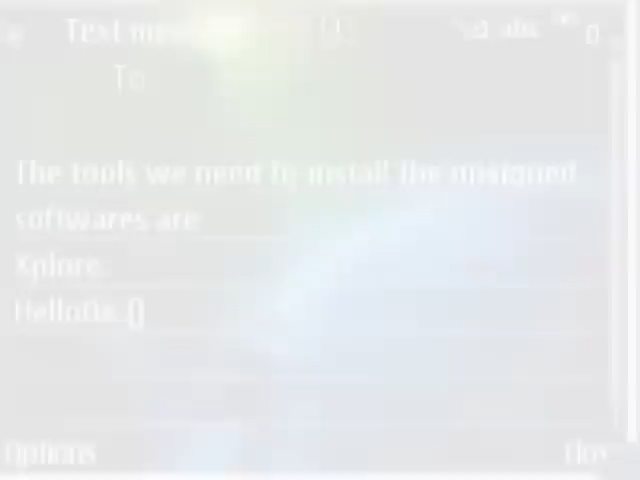 Text
To
The tools we need to install the unsigned
softwares are
Xplore,
HelloOx
Options